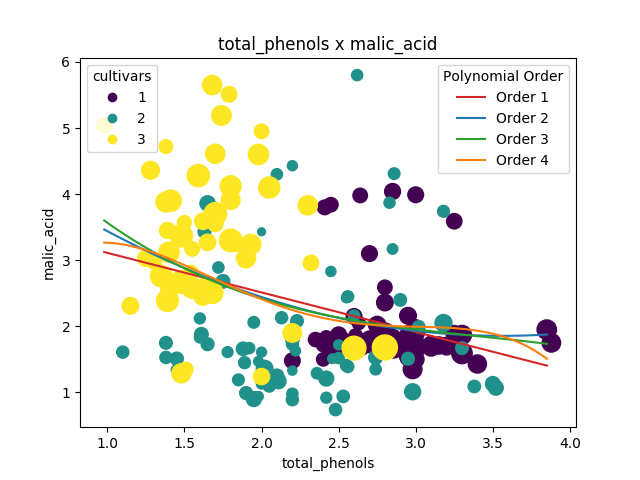 total_phenols x malic_acid
cultivars
1
2
3
Polynomial Order
Order 1
Order 2
Order 3
Order 4
6
5
4
3
2
1
malic_acid
1.0 1.5 2.0 2.5 3.0 3.5 4.0
total_phenols